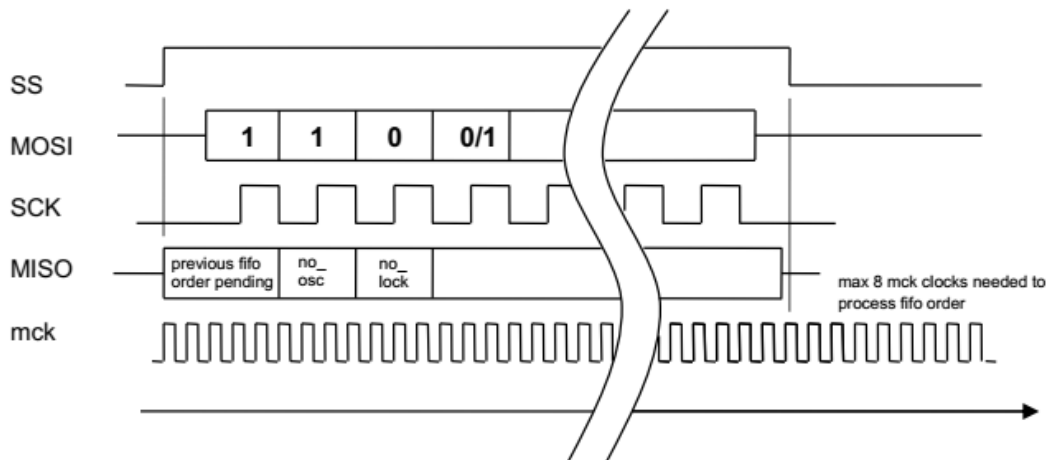 SS
MOSI
1 1 0 0/1
SCK
MISO
previous fifo
order pending
no_
osc
no_
lock
max 8 mck clocks needed to
process fifo order
mck